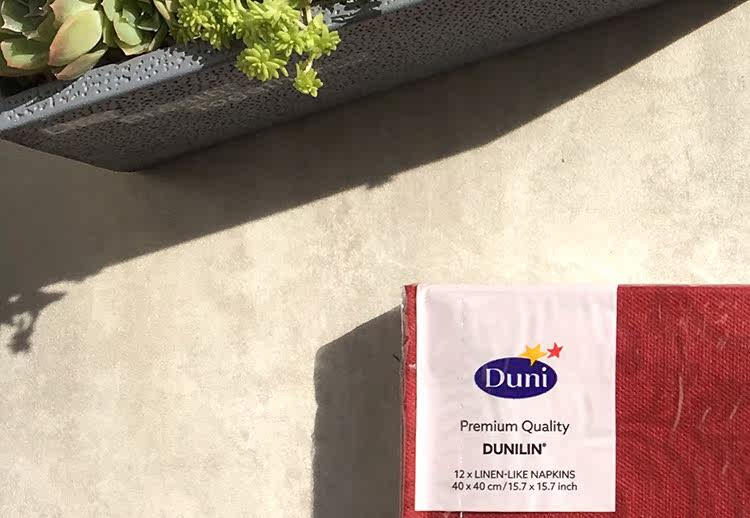 Duni
Premium Quality
DUNILIN®
12 x LINEN-LIKE NAPKINS
40 x 40 cm/15.7 x 15.7 inch